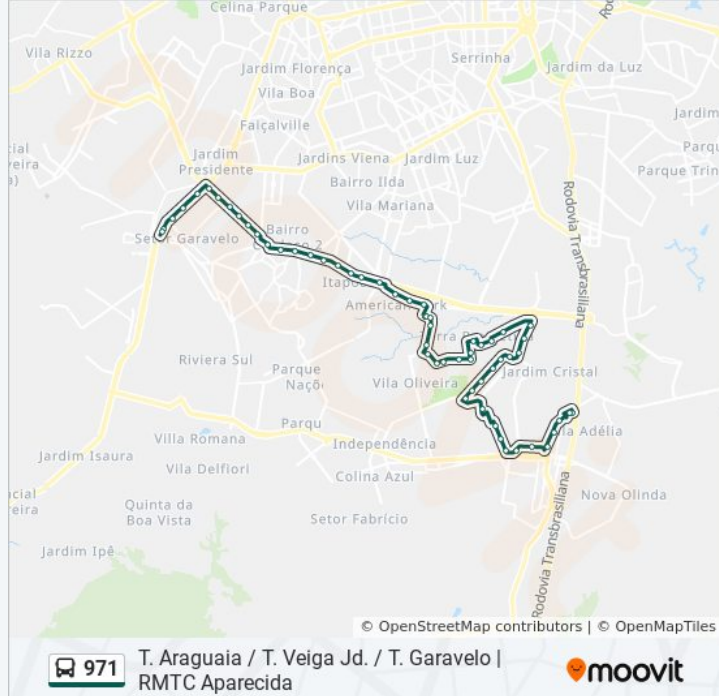 Celina Parque
Vila Rizzo
Serrinha
Jardim Florença
Jardim da Luz
Vila Boa
Faiçalville
Jardim
Jardim
Presidente
Jardins Viena
Jardim Luz
Parque Trin
Bairro Ilda
Vila Mariana
Rodovia Transbrasiliana
Setor Garavelo
Bairro
Itapo
American Park
Jardim Cristal
Riviera Sul
Parque
Naçõ
Vila Oliveira
Parqu
Villa Romana
Independência
la Adélia
Jardim Isaura
Vila Delfiori
Colina Azul
Nova Olinda
Quinta da
Boa Vista
Setor Fabrício
Jardim Ipê
Rodovia Transbrasiliana
© OpenStreetMap contributors | © OpenMapTiles
971
T. Araguaia / T. Veiga Jd. / T. Garavelo |
RMTC Aparecida
moovit